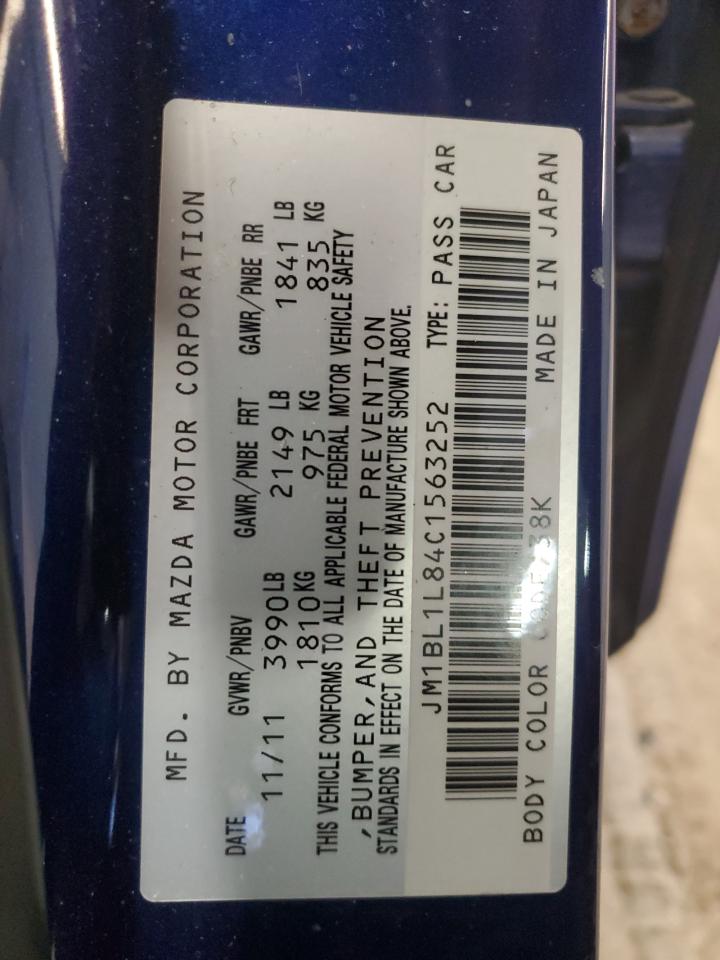 MFD. BY MAZDA MOTOR CORPORATION
DATE GVWR/PNBV GAWR/PNBE FRT GAWR/PNBE RR
11/11 3990LB 2149 LB 1841 LB
1810KG 975 KG 835 KG
THIS VEHICLE CONFORMS TO ALL APPLICABLE FEDERAL MOTOR VEHICLE SAFETY
,BUMPER,AND THEFT PREVENTION
STANDARDS IN EFFECT ON THE DATE OF MANUFACTURE SHOWN ABOVE.
JM1BL1L84C1563252 TYPE: PASS CAR
BODY COLOR CODE:38K MADE IN JAPAN